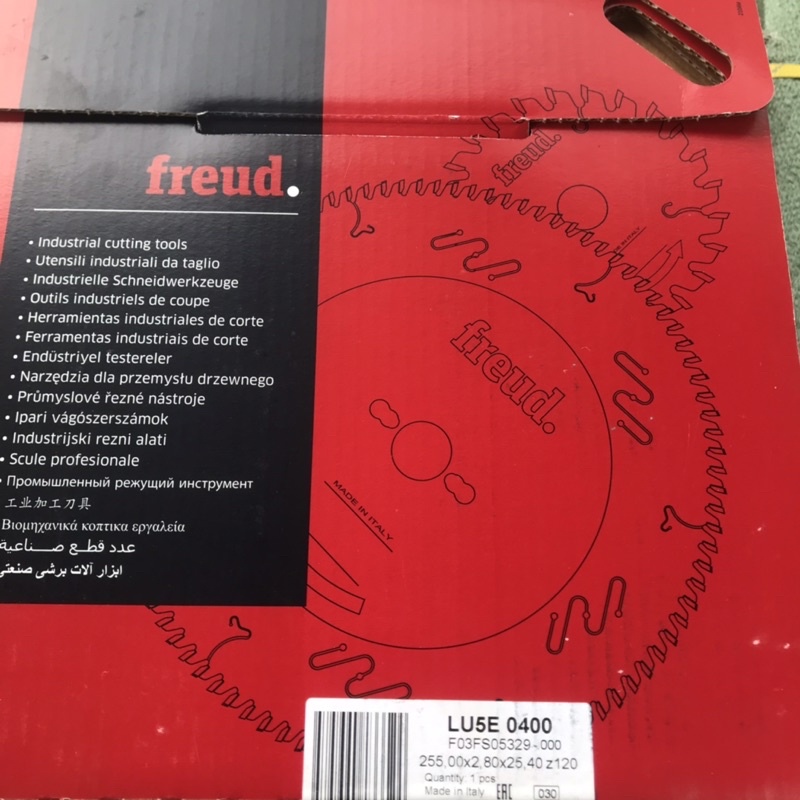 freud.
• Industrial cutting tools
• Utensili industriali da taglio
• Industrielle Schneidwerkzeuge
• Outils industriels de coupe
• Herramientas industriales de corte
• Ferramentas industriais de corte
• Endüstriyel testereler
• Narzędzia dla przemysłu drzewnego
• Průmyslové řezné nástroje
• Ipari vágószerszámok
• Industrijski rezni alati
• Scule profesionale
• Промышленный режущий инструмент
工业加工刀具
Βιομηχανικά κοπτικα εργαλεία
عدد قطـع صـــناعية
ابزار آلات برشی صنعتی
freud.
freud.
MADE IN ITALY
LU5E 0400
F03FS05329-000
255,00x2,80x25,40 z120
Quantity: 1 pcs
Made in Italy EAC 030